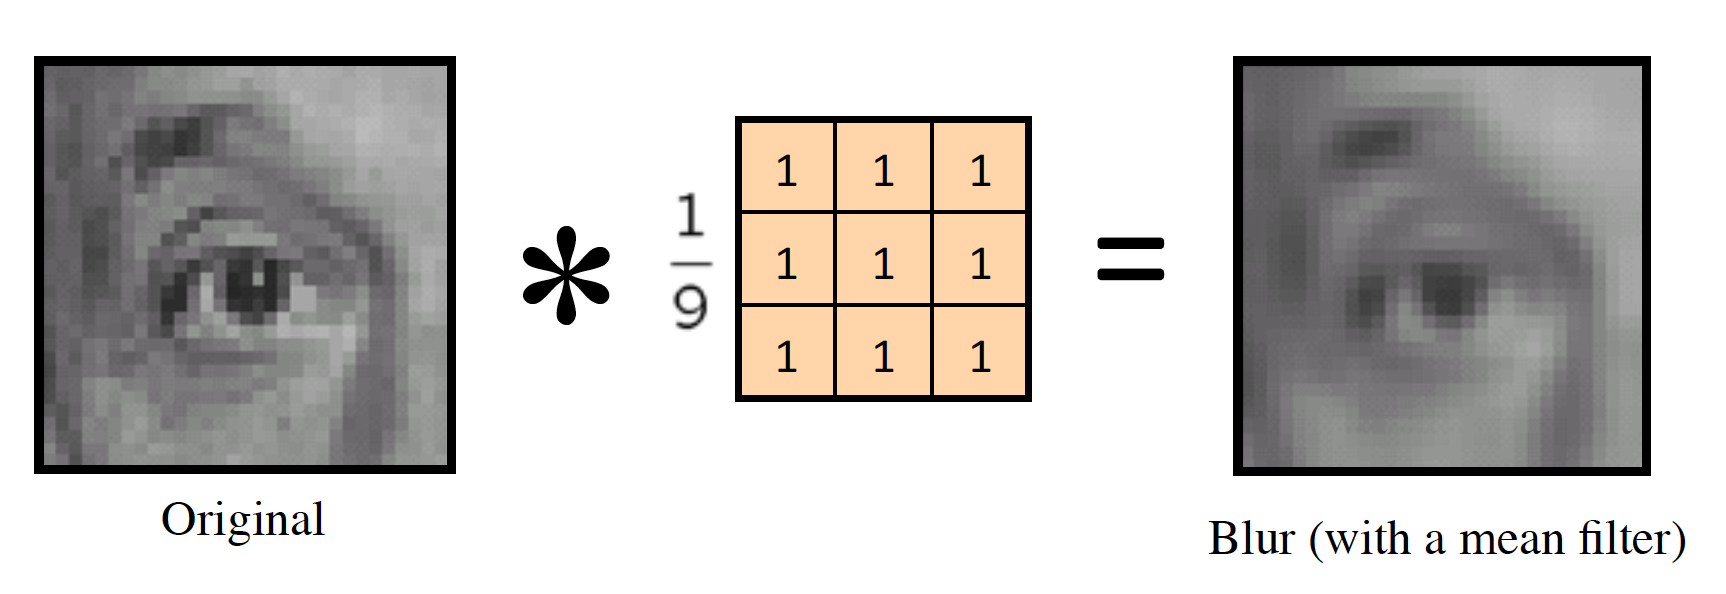 * 1/9
1 1 1
1 1 1
1 1 1
=
Original
Blur (with a mean filter)